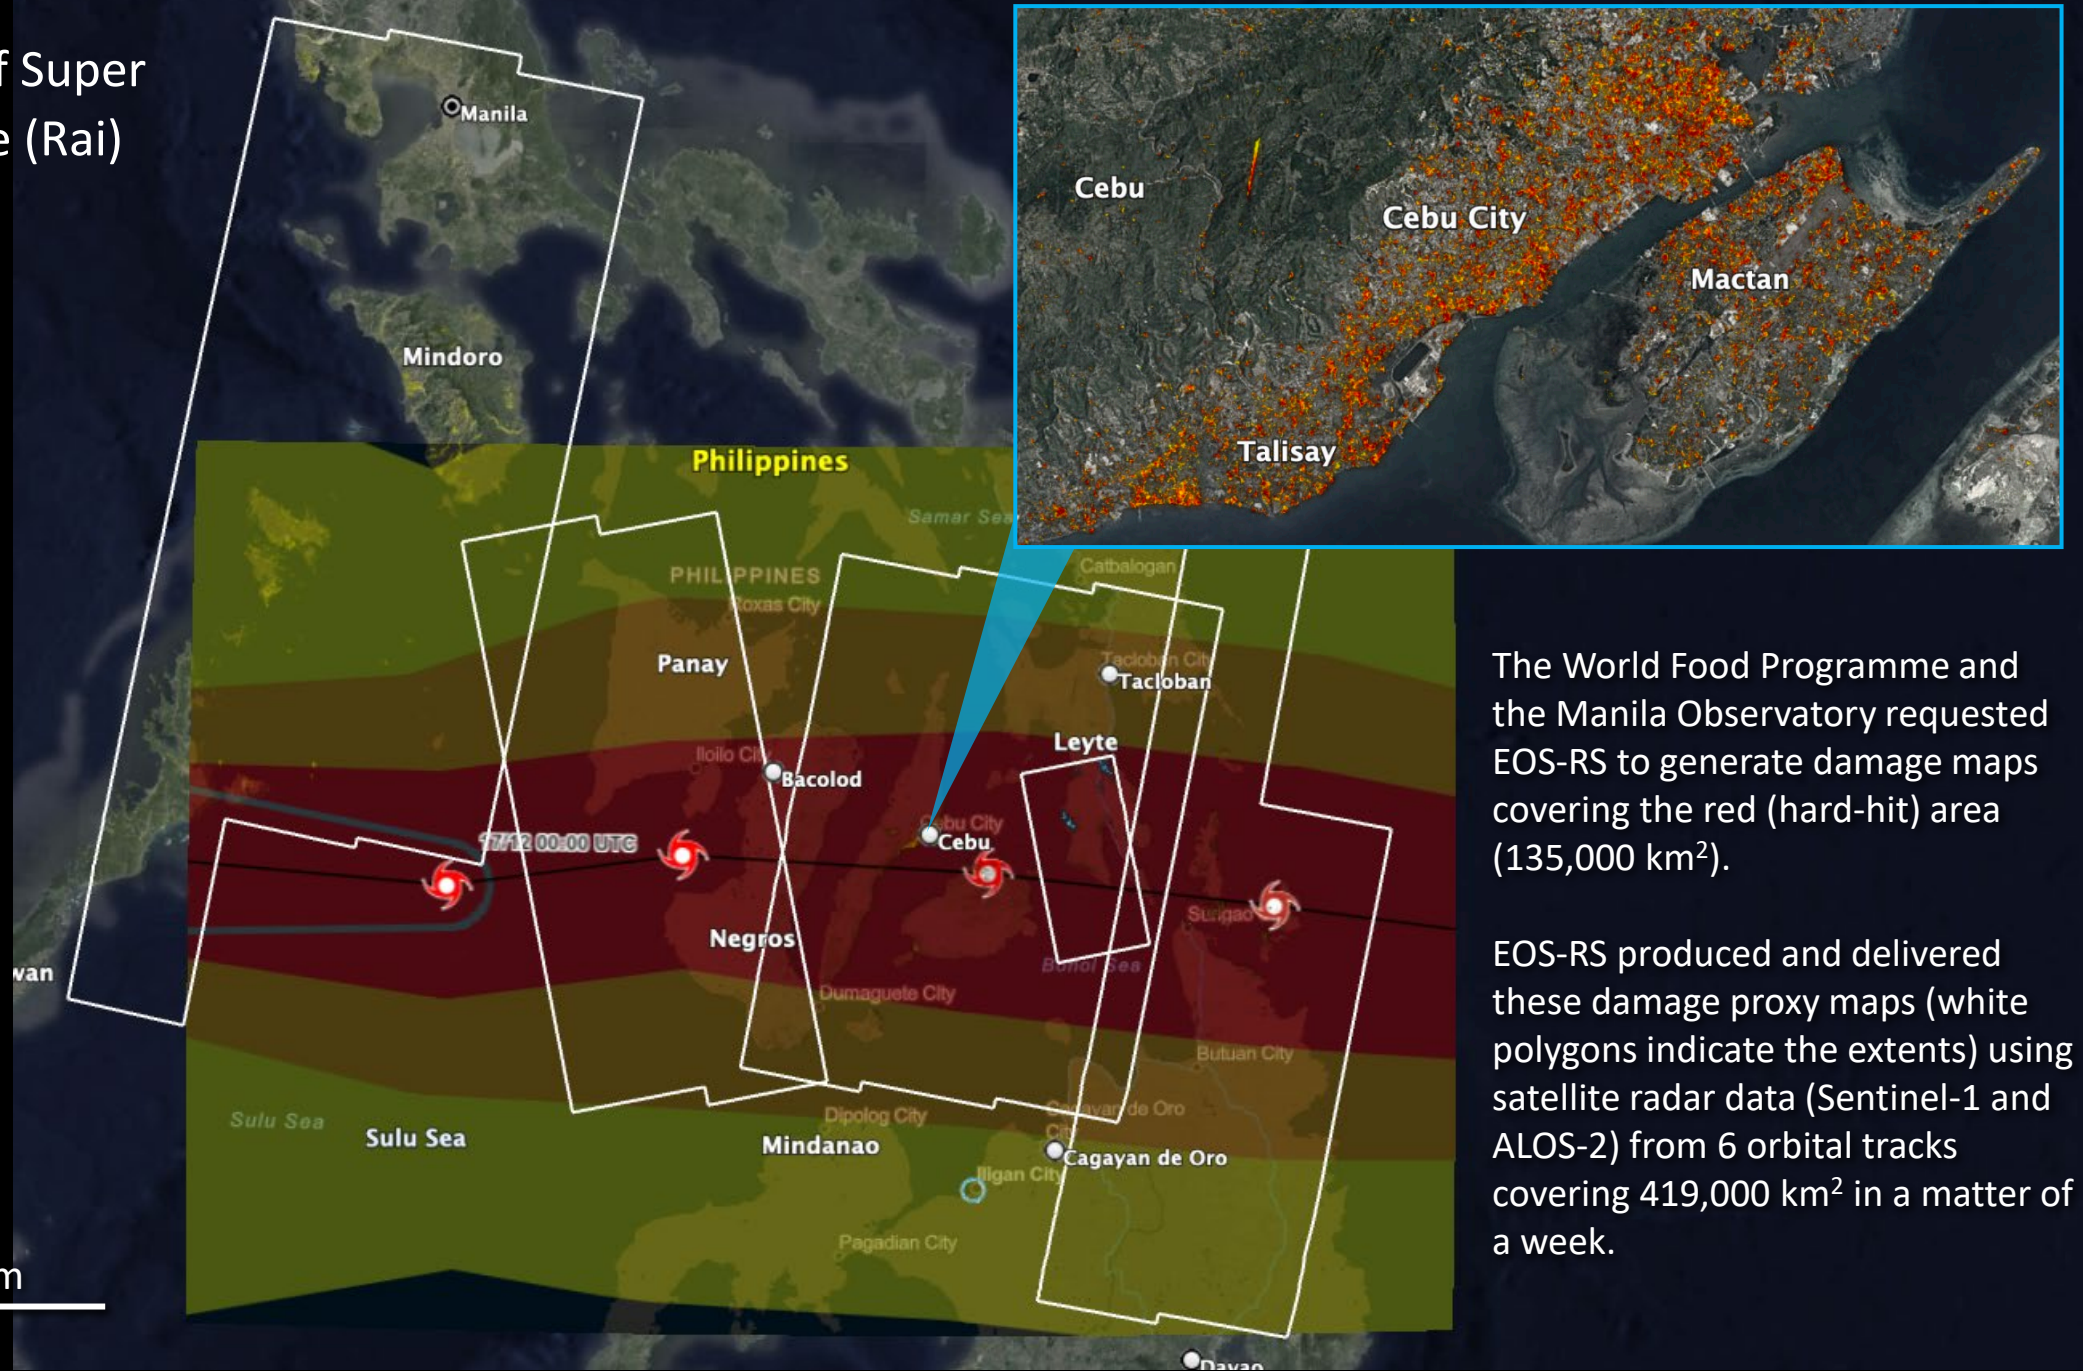 f Super
e (Rai)
Manila
Mindoro
Cebu
Cebu City
Mactan
Talisay
Philippines
Samar Sea
PHILIPPINES
Catbalogan
Roxas City
Panay
Tacloban City
Tacloban
Iloilo City
Bacolod
Leyte
Cebu City
Cebu
17/12 00:00 UTC
Surigao
Negros
Bohol Sea
wan
Dumaguete City
Butuan City
Sulu Sea
Sulu Sea
Dipolog City
Cagayan de Oro
City
Mindanao
Cagayan de Oro
Iligan City
Pagadian City
m
Davao
The World Food Programme and
the Manila Observatory requested
EOS-RS to generate damage maps
covering the red (hard-hit) area
(135,000 km²).
EOS-RS produced and delivered
these damage proxy maps (white
polygons indicate the extents) using
satellite radar data (Sentinel-1 and
ALOS-2) from 6 orbital tracks
covering 419,000 km² in a matter of
a week.